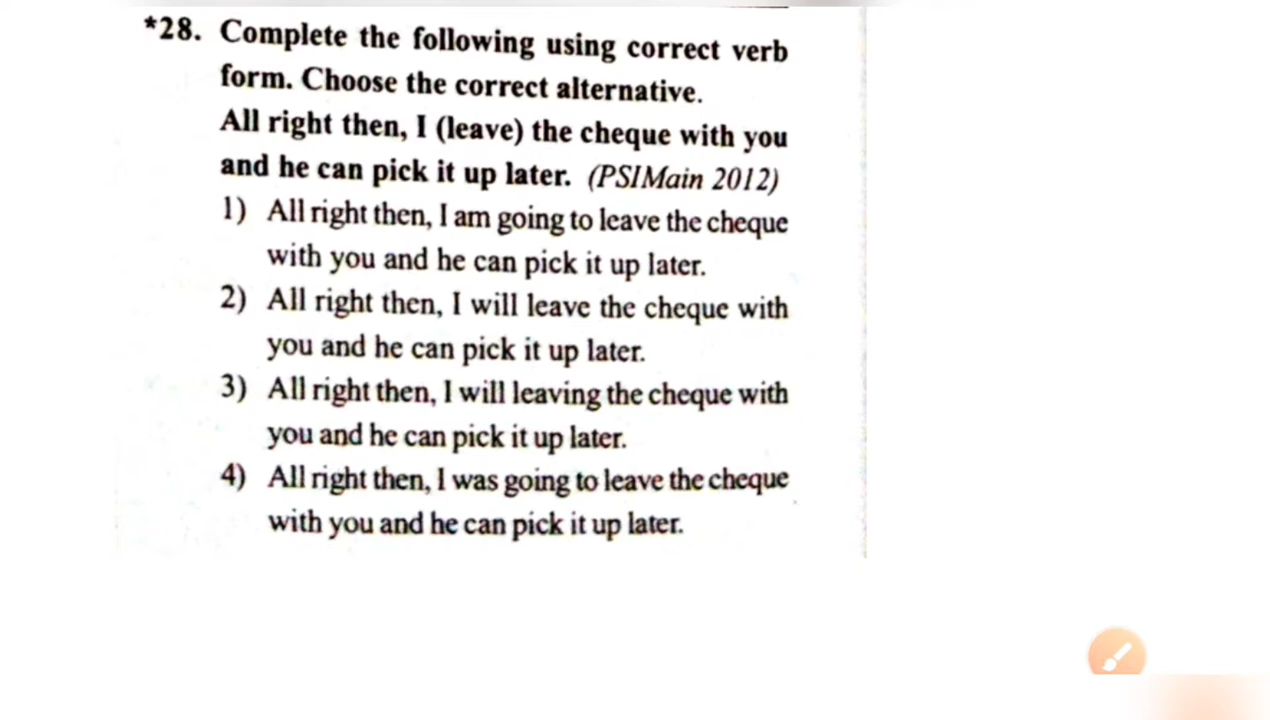 *28. Complete the following using correct verb
form. Choose the correct alternative.
All right then, I (leave) the cheque with you
and he can pick it up later. (PSIMain 2012)
1) All right then, I am going to leave the cheque
with you and he can pick it up later.
2) All right then, I will leave the cheque with
you and he can pick it up later.
3) All right then, I will leaving the cheque with
you and he can pick it up later.
4) All right then, I was going to leave the cheque
with you and he can pick it up later.